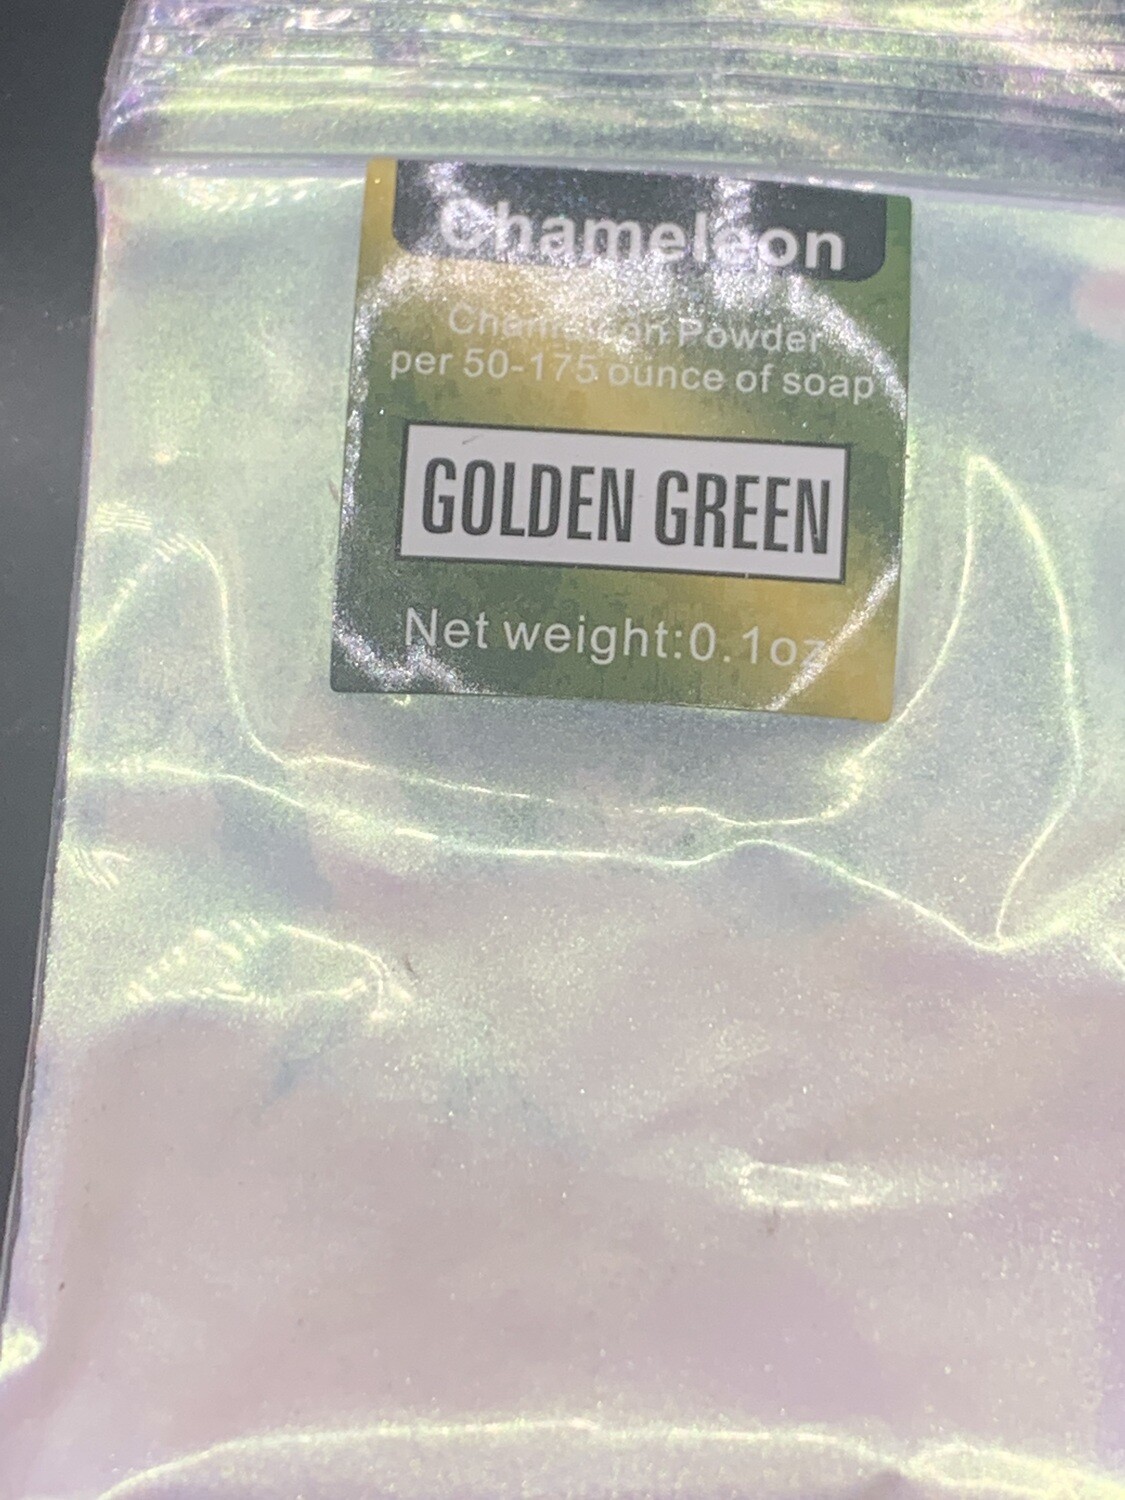 Chameleon
Chameleon Powder
per 50-175 ounce of soap
GOLDEN GREEN
Net weight:0.1oz